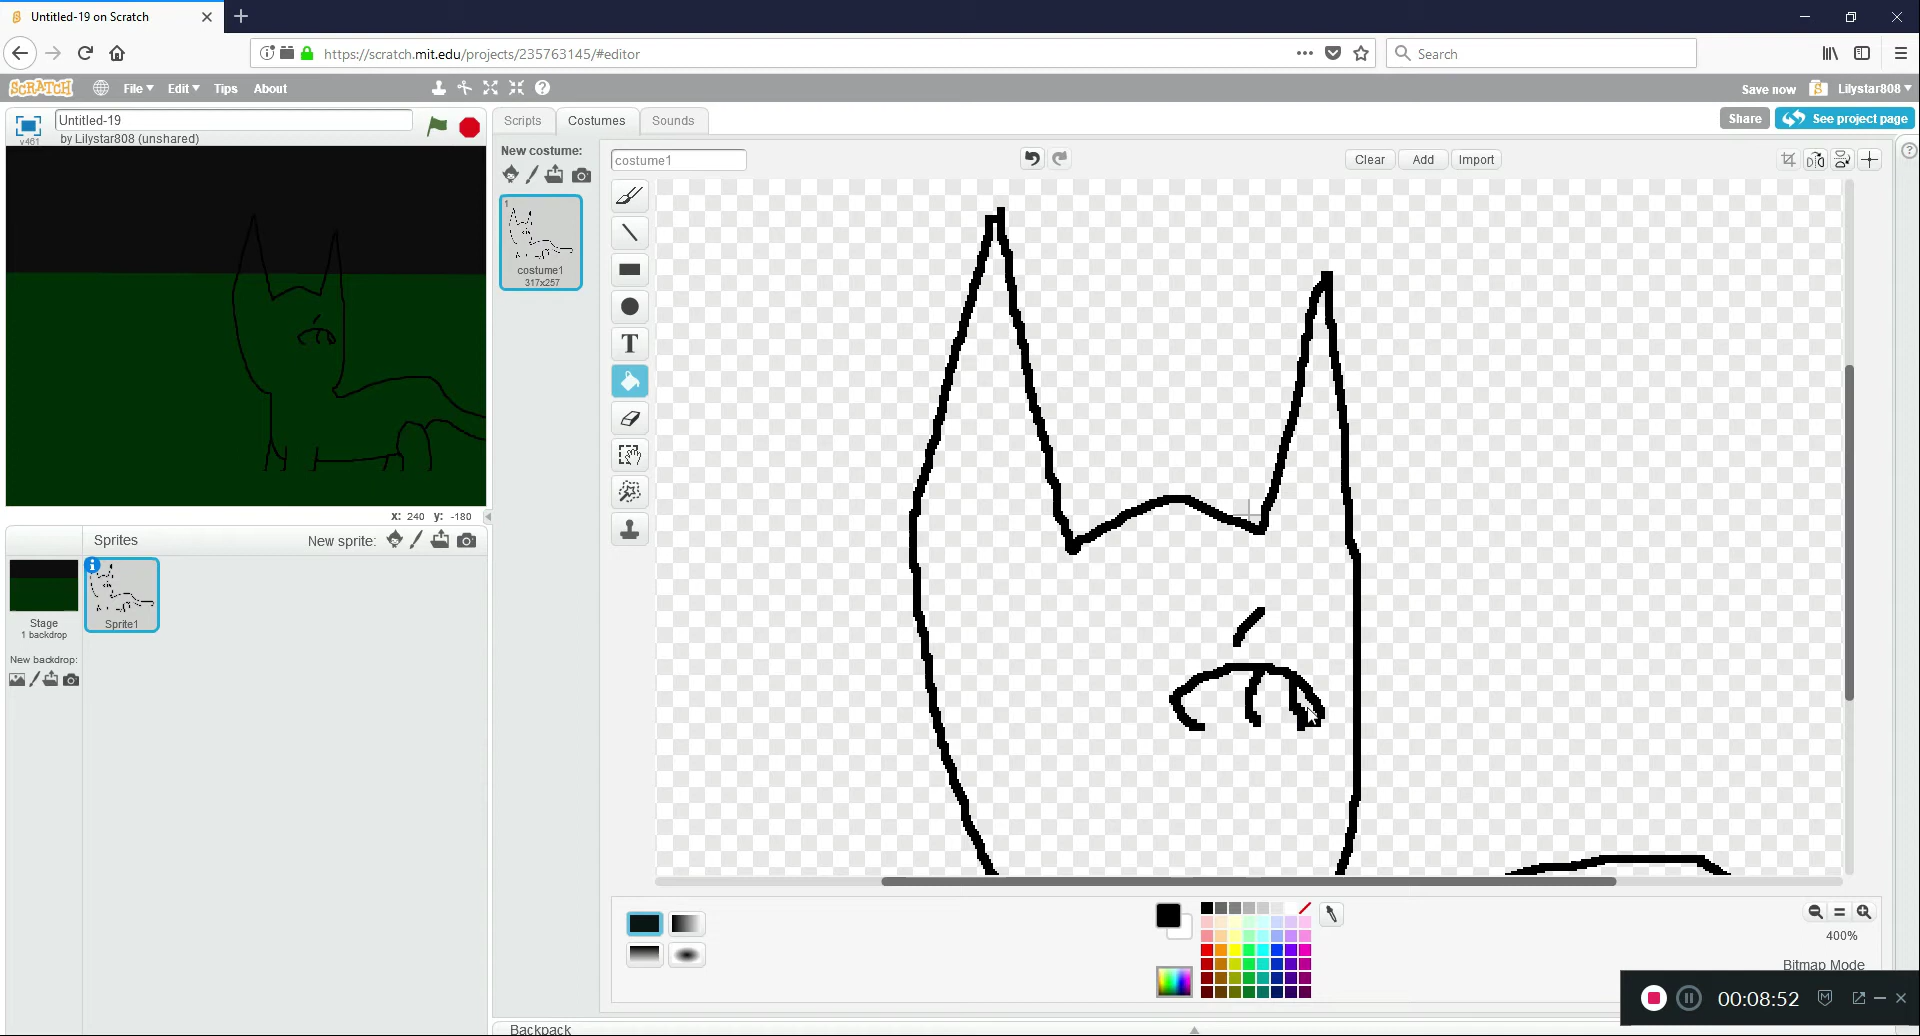 Untitled-19 on Scratch
https://scratch.mit.edu/projects/235763145/#editor
Search
SCRATCH
File
Edit
Tips
About
Save now
Lilystar808
Untitled-19
by Lilystar808 (unshared)
v461
Scripts
Costumes
Sounds
Share
See project page
New costume:
costume1
Clear
Add
Import
1
costume1
317x257
T
x: 240 y: -180
Sprites
New sprite:
Stage
1 backdrop
Sprite1
New backdrop:
400%
Bitmap Mode
00:08:52
Backpack